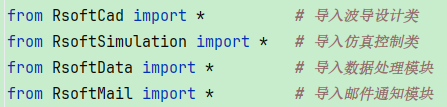 from RsoftCad import *          # 导入波导设计类
from RsoftSimulation import *   # 导入仿真控制类
from RsoftData import *         # 导入数据处理模块
from RsoftMail import *         # 导入邮件通知模块